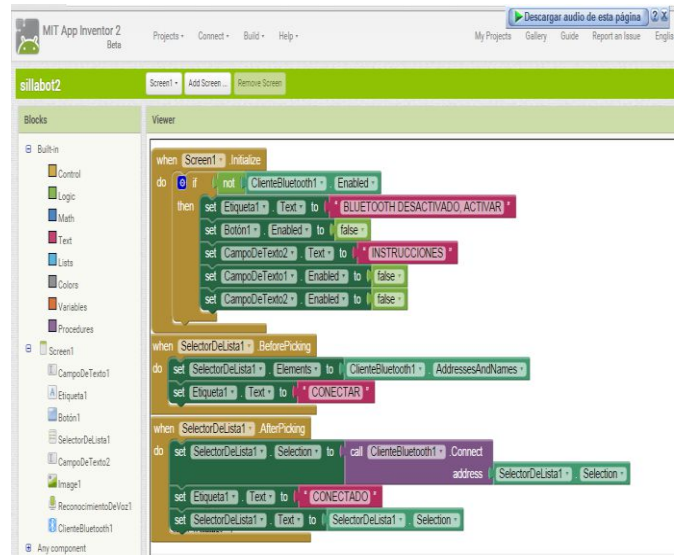 Descargar audio de esta página ?
MIT App Inventor 2
Beta
Projects Connect Build Help
My Projects Gallery Guide Report an Issue Englis
sillabot2
Screen1 Add Screen ... Remove Screen
Blocks
Viewer
Built-in
Control
Logic
Math
Text
Lists
Colors
Variables
Procedures
Screen1
CampoDeTexto1
Etiqueta1
Botón1
SelectorDeLista1
CampoDeTexto2
Image1
ReconocimientoDeVoz1
ClienteBluetooth1
Any component
when Screen1 .Initialize
do if not ClienteBluetooth1 . Enabled
then set Etiqueta1 . Text to " BLUETOOTH DESACTIVADO, ACTIVAR "
set Botón1 . Enabled to false
set CampoDeTexto2 . Text to " INSTRUCCIONES "
set CampoDeTexto1 . Enabled to false
set CampoDeTexto2 . Enabled to false
when SelectorDeLista1 .BeforePicking
do set SelectorDeLista1 . Elements to ClienteBluetooth1 . AddressesAndNames
set Etiqueta1 . Text to " CONECTAR "
when SelectorDeLista1 .AfterPicking
do set SelectorDeLista1 . Selection to call ClienteBluetooth1 .Connect
address SelectorDeLista1 . Selection
set Etiqueta1 . Text to " CONECTADO "
set SelectorDeLista1 . Text to SelectorDeLista1 . Selection